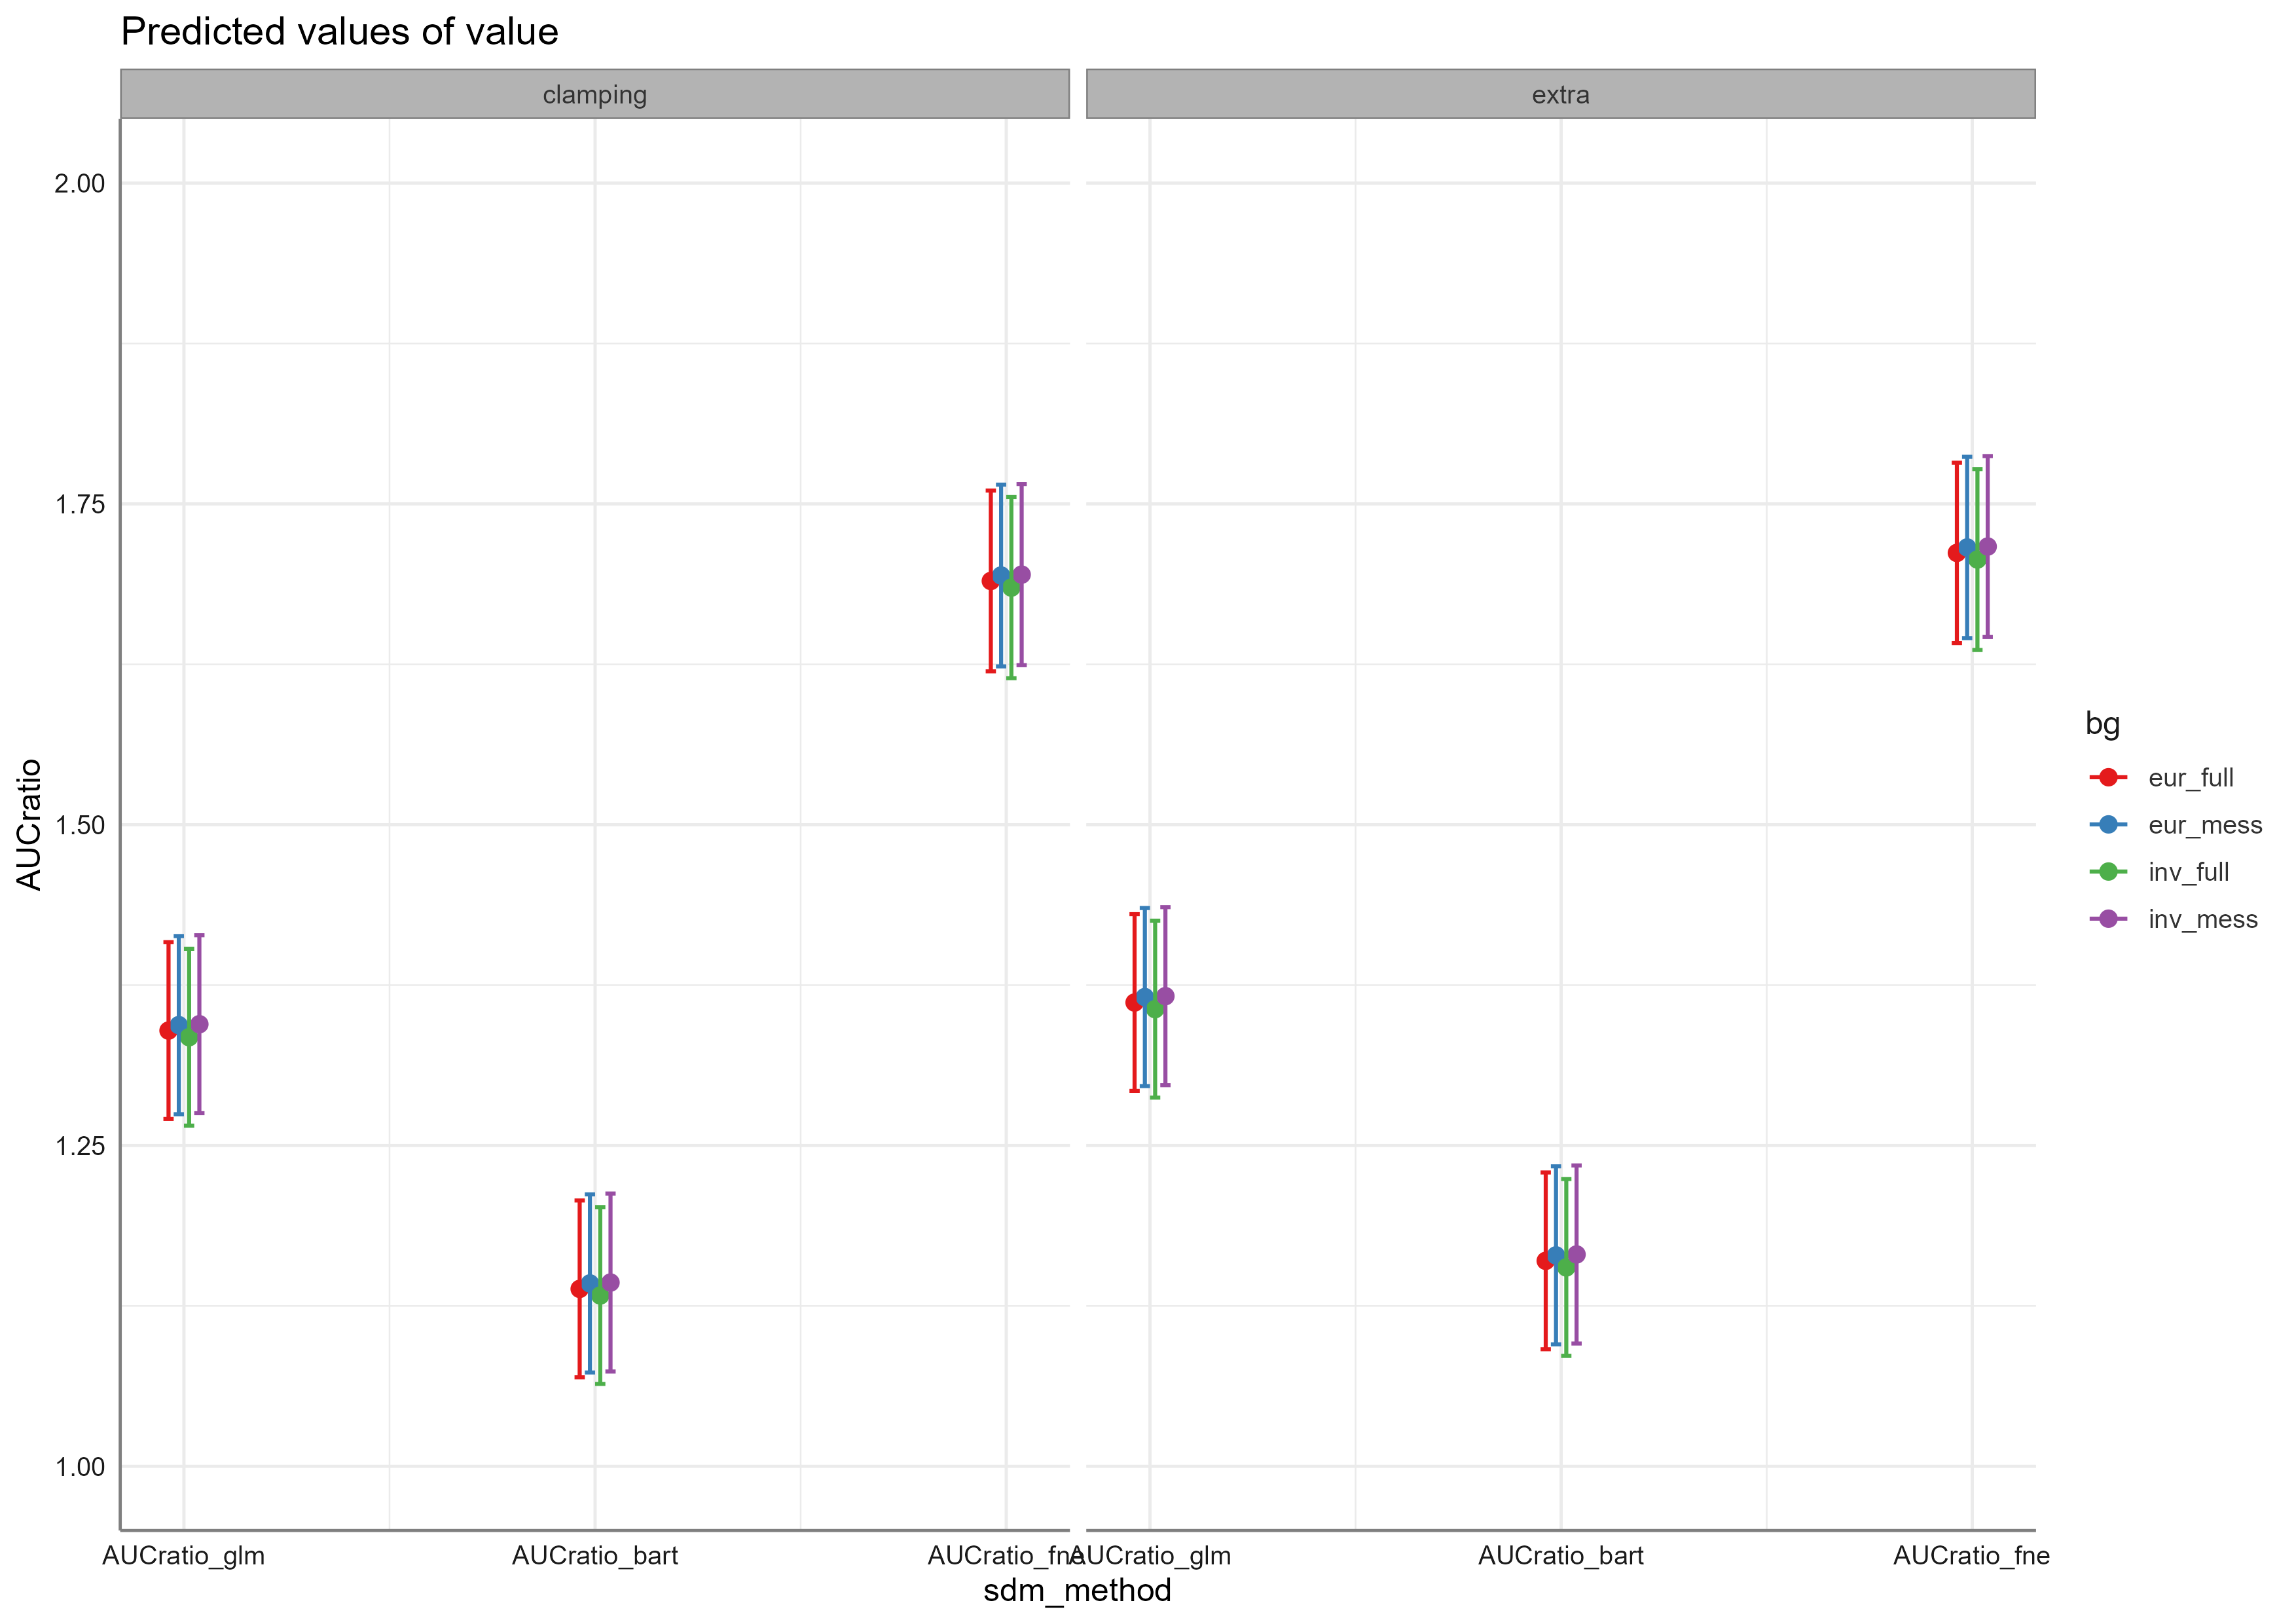 Predicted values of value
clamping
extra
2.00
1.75
1.50
1.25
1.00
AUCratio
AUCratio_glm
AUCratio_bart
AUCratio_fne
AUCratio_glm
AUCratio_bart
AUCratio_fne
sdm_method
bg
eur_full
eur_mess
inv_full
inv_mess